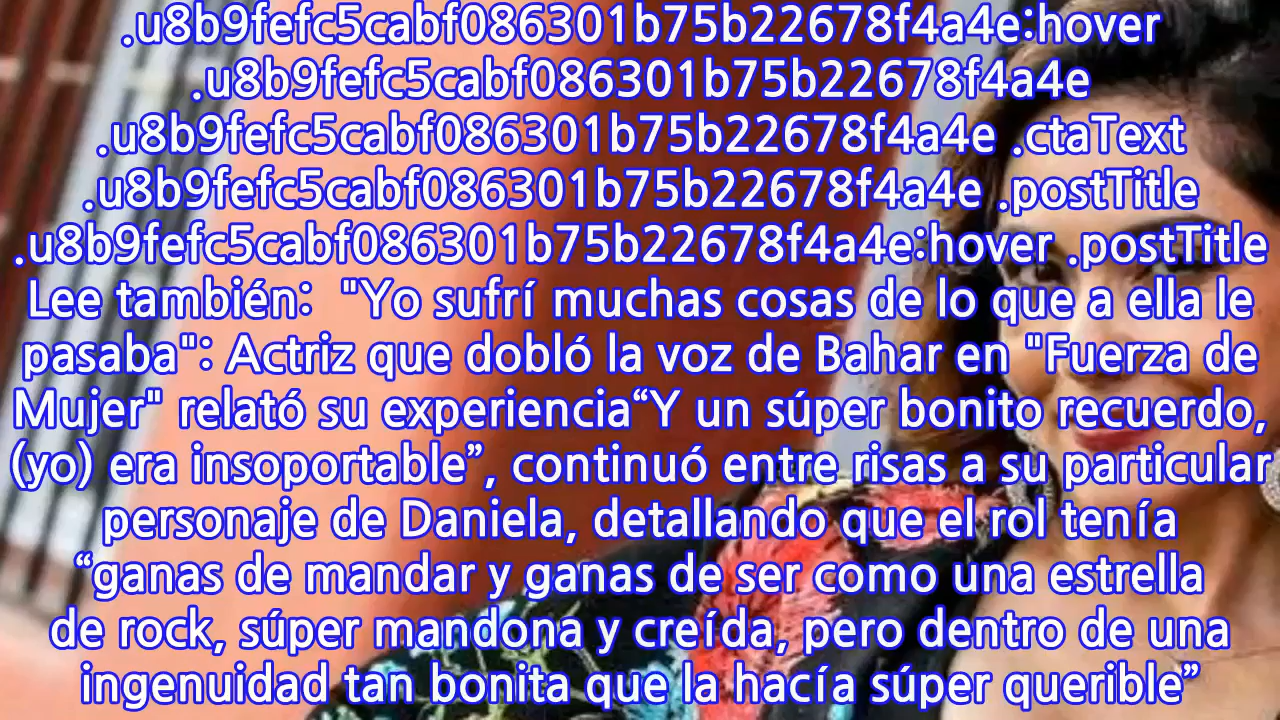 .u8b9fefc5cabf086301b75b22678f4a4e:hover
.u8b9fefc5cabf086301b75b22678f4a4e
.u8b9fefc5cabf086301b75b22678f4a4e .ctaText
.u8b9fefc5cabf086301b75b22678f4a4e .postTitle
.u8b9fefc5cabf086301b75b22678f4a4e:hover .postTitle
Lee también:  "Yo sufrí muchas cosas de lo que a ella le
pasaba": Actriz que dobló la voz de Bahar en "Fuerza de
Mujer" relató su experiencia“Y un súper bonito recuerdo,
(yo) era insoportable”, continuó entre risas a su particular
personaje de Daniela, detallando que el rol tenía
“ganas de mandar y ganas de ser como una estrella
de rock, súper mandona y creída, pero dentro de una
ingenuidad tan bonita que la hacía súper querible”